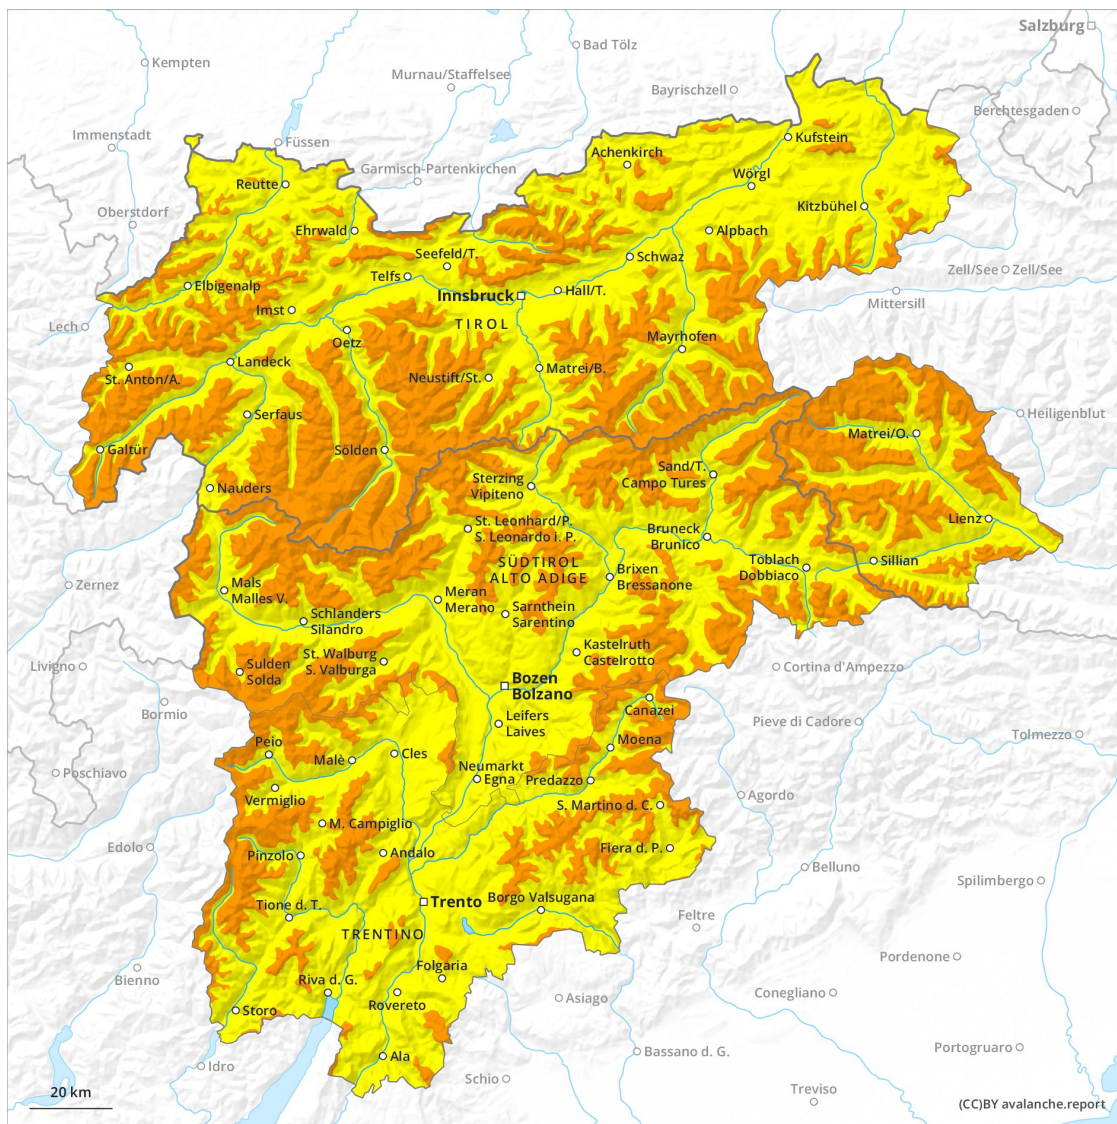 Salzburg
Bad Tölz
Kempten
Murnau/Staffelsee
Bayrischzell
Berchtesgaden
Immenstadt
Füssen
Kufstein
Achenkirch
Garmisch-Partenkirchen
Wörgl
Reutte
Kitzbühel
Oberstdorf
Ehrwald
Alpbach
Seefeld/T.
Schwaz
Zell/See
Zell/See
Telfs
Elbigenalp
Hall/T.
Innsbruck
Mittersill
Imst
TIROL
Lech
Oetz
Mayrhofen
Landeck
Matrei/B.
St. Anton/A.
Neustift/St.
Serfaus
Heiligenblut
Matrei/O.
Galtür
Sölden
Sand/T.
Campo Tures
Sterzing
Vipiteno
Nauders
St. Leonhard/P.
S. Leonardo i. P.
Lienz
Bruneck
Brunico
SÜDTIROL
ALTO ADIGE
Toblach
Dobbiaco
Sillian
Brixen
Bressanone
Zernez
Mals
Malles V.
Meran
Merano
Sarnthein
Sarentino
Schlanders
Silandro
Kastelruth
Castelrotto
St. Walburg
S. Valburga
Livigno
Sulden
Solda
Cortina d'Ampezzo
Bozen
Bolzano
Bormio
Canazei
Leifers
Laives
Pieve di Cadore
Tolmezzo
Moena
Peio
Malè
Cles
Neumarkt
Egna
Predazzo
Poschiavo
Vermiglio
Agordo
S. Martino d. C.
M. Campiglio
Edolo
Pinzolo
Andalo
Fiera d. P.
Belluno
Spilimbergo
Borgo Valsugana
Trento
Tione d. T.
Feltre
TRENTINO
Pordenone
Folgaria
Bienno
Riva d. G.
Rovereto
Conegliano
Asiago
Storo
Portogruaro
Bassano d. G.
Ala
Idro
Schio
Treviso
20 km
(CC)BY avalanche.report